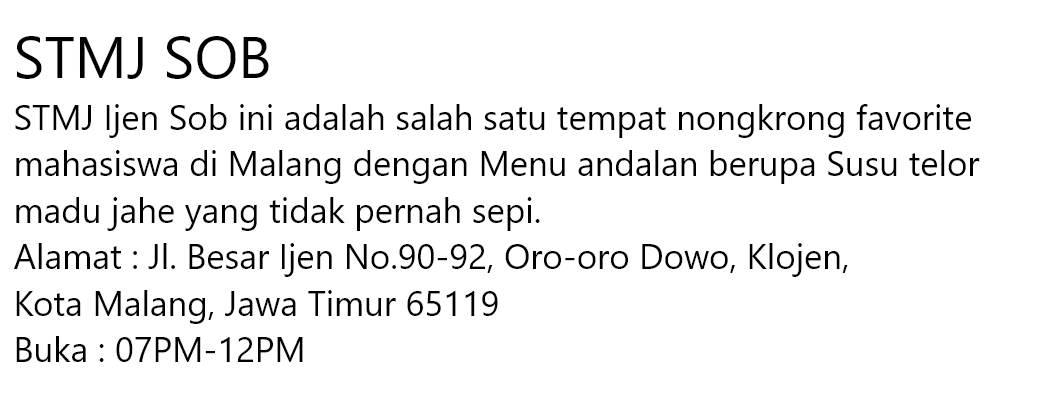 STMJ SOB
STMJ Ijen Sob ini adalah salah satu tempat nongkrong favorite
mahasiswa di Malang dengan Menu andalan berupa Susu telor
madu jahe yang tidak pernah sepi.
Alamat : Jl. Besar Ijen No.90-92, Oro-oro Dowo, Klojen,
Kota Malang, Jawa Timur 65119
Buka : 07PM-12PM